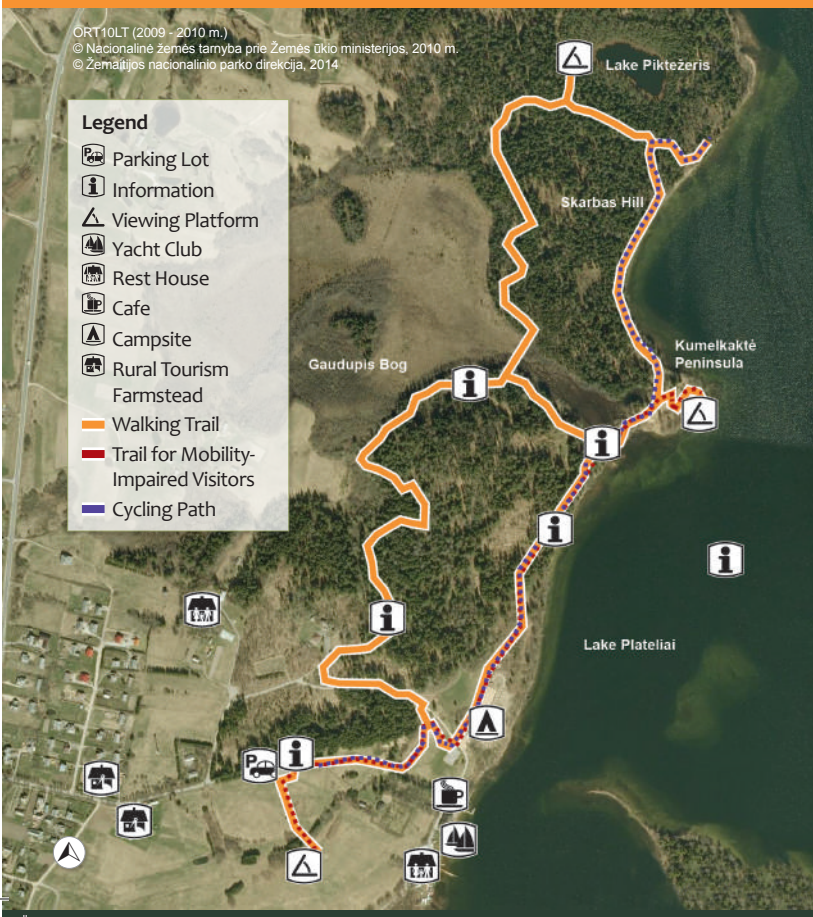 ORT10LT (2009 - 2010 m.)
© Nacionalinė žemės tarnyba prie Žemės ūkio ministerijos, 2010 m.
© Žemaitijos nacionalinio parko direkcija, 2014
Lake Piktežeris
Legend
P Parking Lot
i Information
Viewing Platform
Yacht Club
Rest House
Cafe
Campsite
Rural Tourism
Farmstead
Walking Trail
Trail for Mobility-
Impaired Visitors
Cycling Path
Skarbas Hill
Kumelkaktė
Peninsula
Gaudupis Bog
i
i
i
i
i
Lake Plateliai
P
i